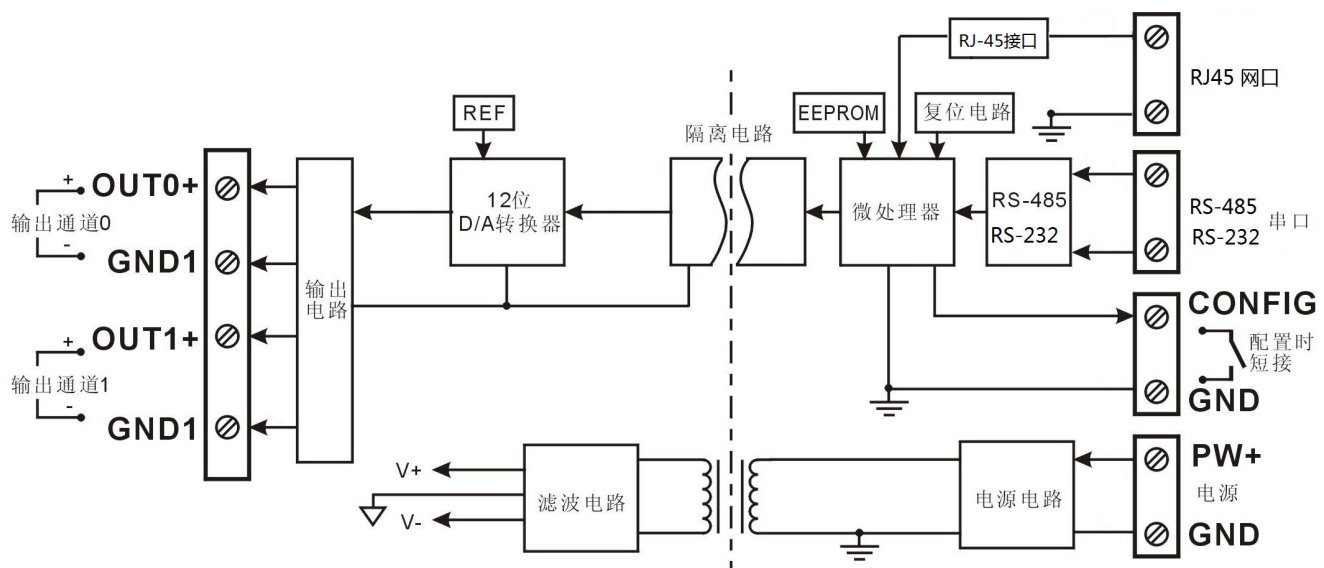 RJ-45接口
RJ45 网口
REF
隔离电路
EEPROM
复位电路
+
OUT0+
输出通道0
-
GND1
12位
D/A转换器
微处理器
RS-485
RS-232
RS-485
RS-232
串口
输出
电路
+
OUT1+
输出通道1
-
GND1
CONFIG
配置时
短接
GND
V+
V-
滤波电路
电源电路
PW+
电源
GND